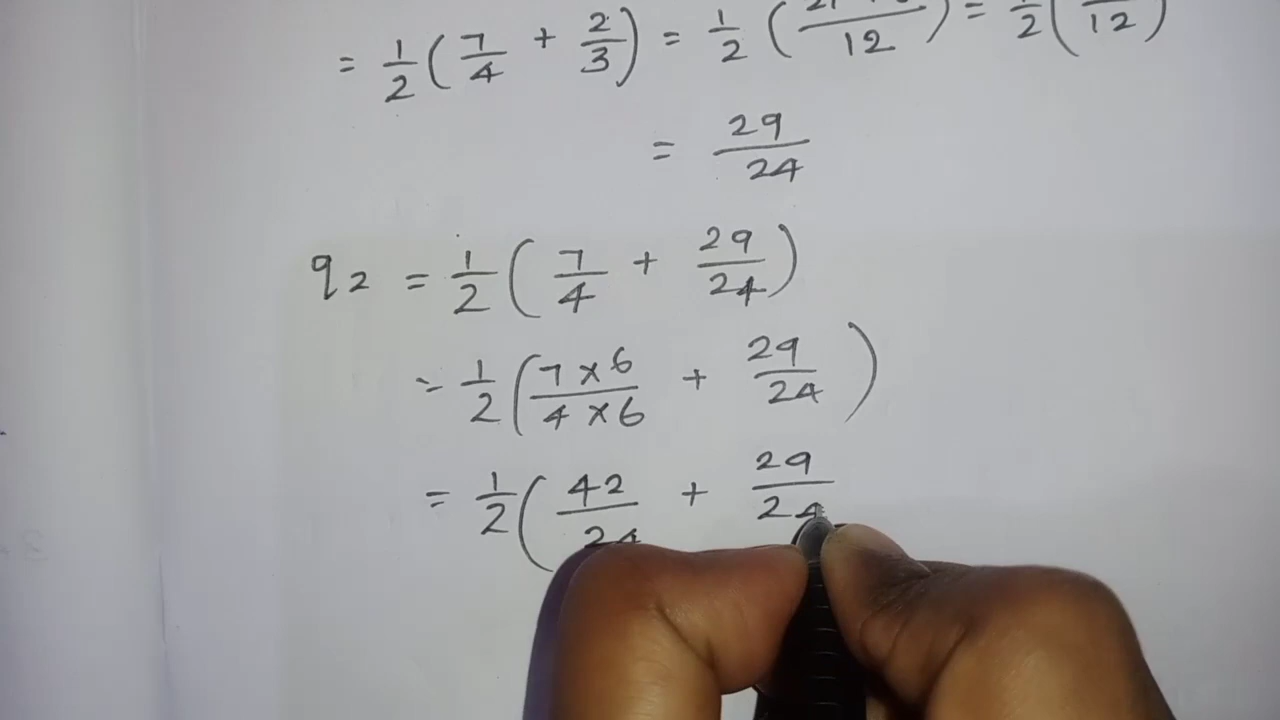 = 1/2 (7/4 + 2/3) = 1/2 ( /12) = 1/2 ( /12)
= 29/24
q2 = 1/2 (7/4 + 29/24)
= 1/2 (7 × 6/4 × 6 + 29/24)
= 1/2 (42/24 + 29/24